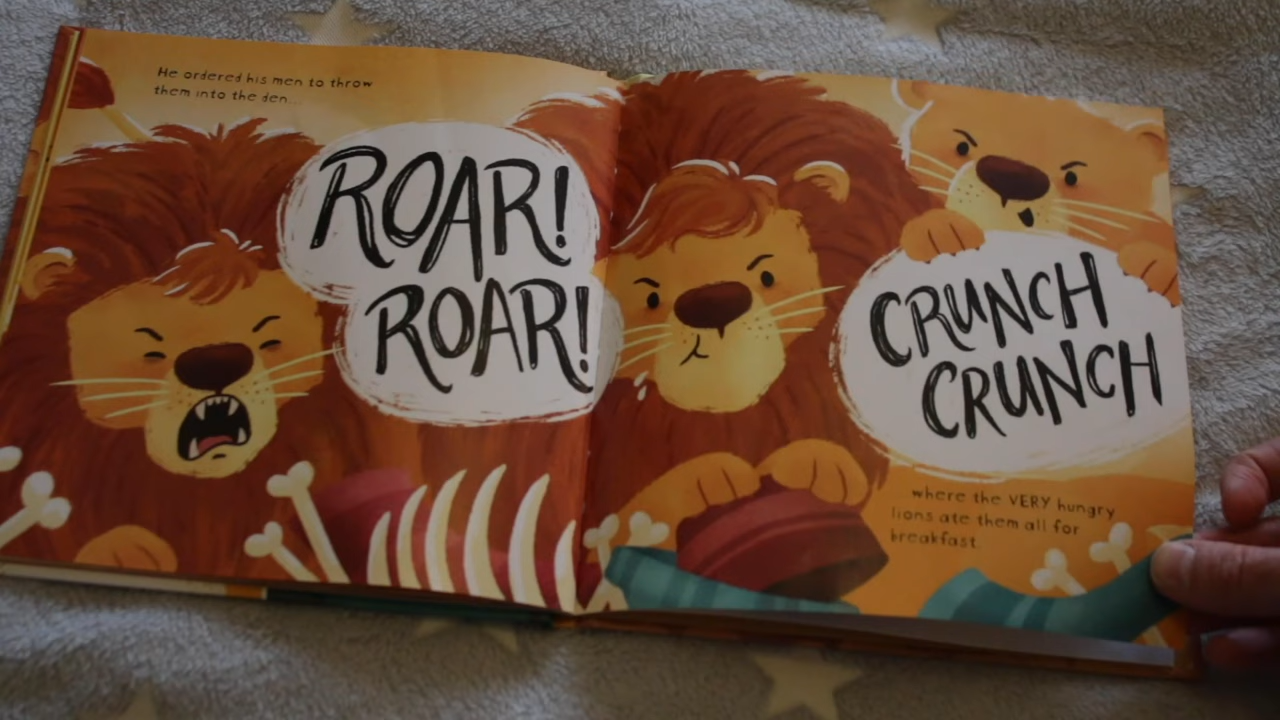 He ordered his men to throw
them into the den...
ROAR!
ROAR!
CRUNCH
CRUNCH
where the VERY hungry
lions ate them all for
breakfast.